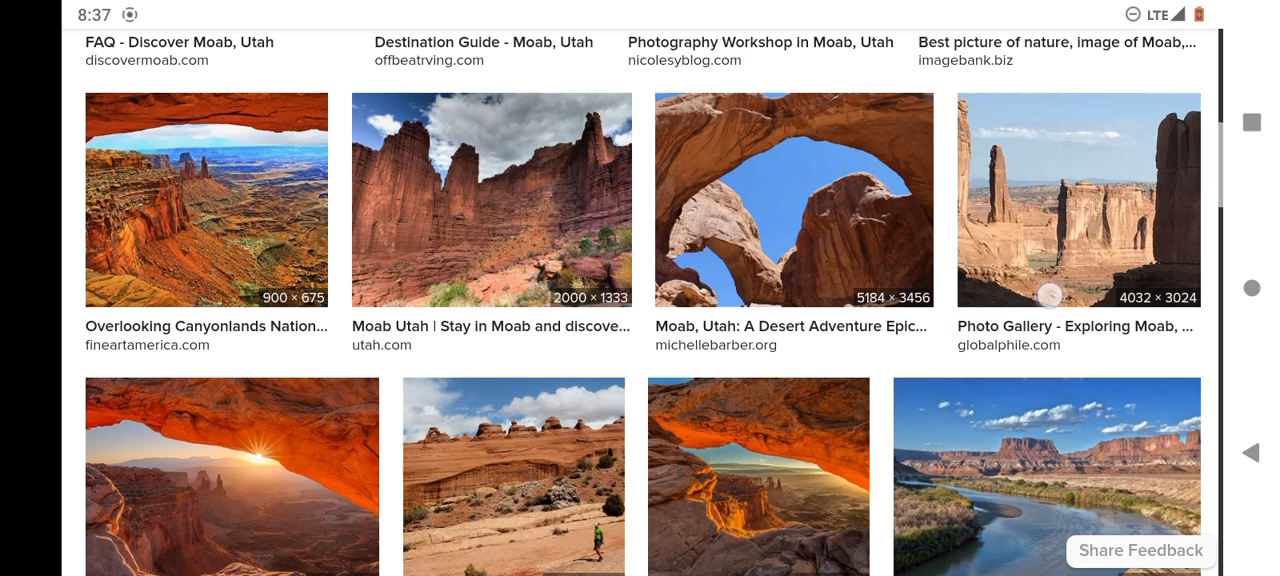 8:37
LTE
FAQ - Discover Moab, Utah
discovermoab.com
Destination Guide - Moab, Utah
offbeatrving.com
Photography Workshop in Moab, Utah
nicolesyblog.com
Best picture of nature, image of Moab,...
imagebank.biz
900 × 675
2000 × 1333
5184 × 3456
4032 × 3024
Overlooking Canyonlands Nation...
fineartamerica.com
Moab Utah | Stay in Moab and discove...
utah.com
Moab, Utah: A Desert Adventure Epic...
michellebarber.org
Photo Gallery - Exploring Moab, ...
globalphile.com
Share Feedback